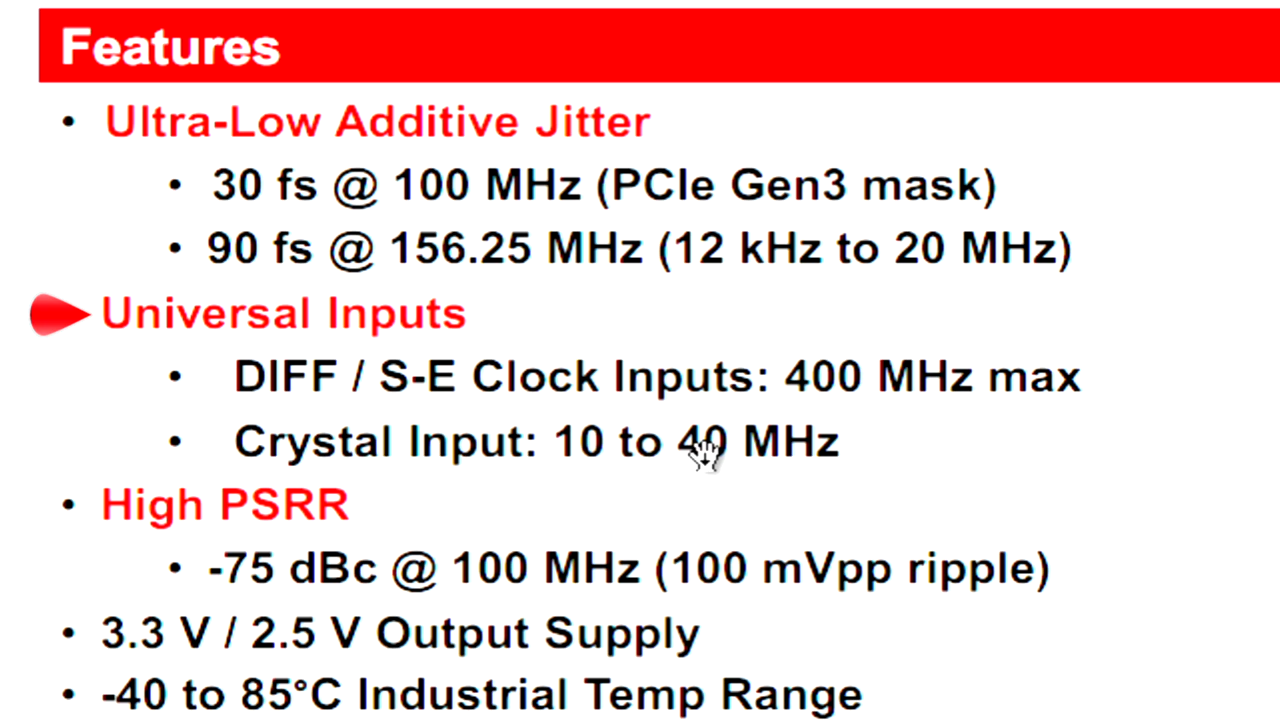 Features
• Ultra-Low Additive Jitter
• 30 fs @ 100 MHz (PCIe Gen3 mask)
• 90 fs @ 156.25 MHz (12 kHz to 20 MHz)
Universal Inputs
• DIFF / S-E Clock Inputs: 400 MHz max
• Crystal Input: 10 to 40 MHz
• High PSRR
• -75 dBc @ 100 MHz (100 mVpp ripple)
• 3.3 V / 2.5 V Output Supply
• -40 to 85°C Industrial Temp Range